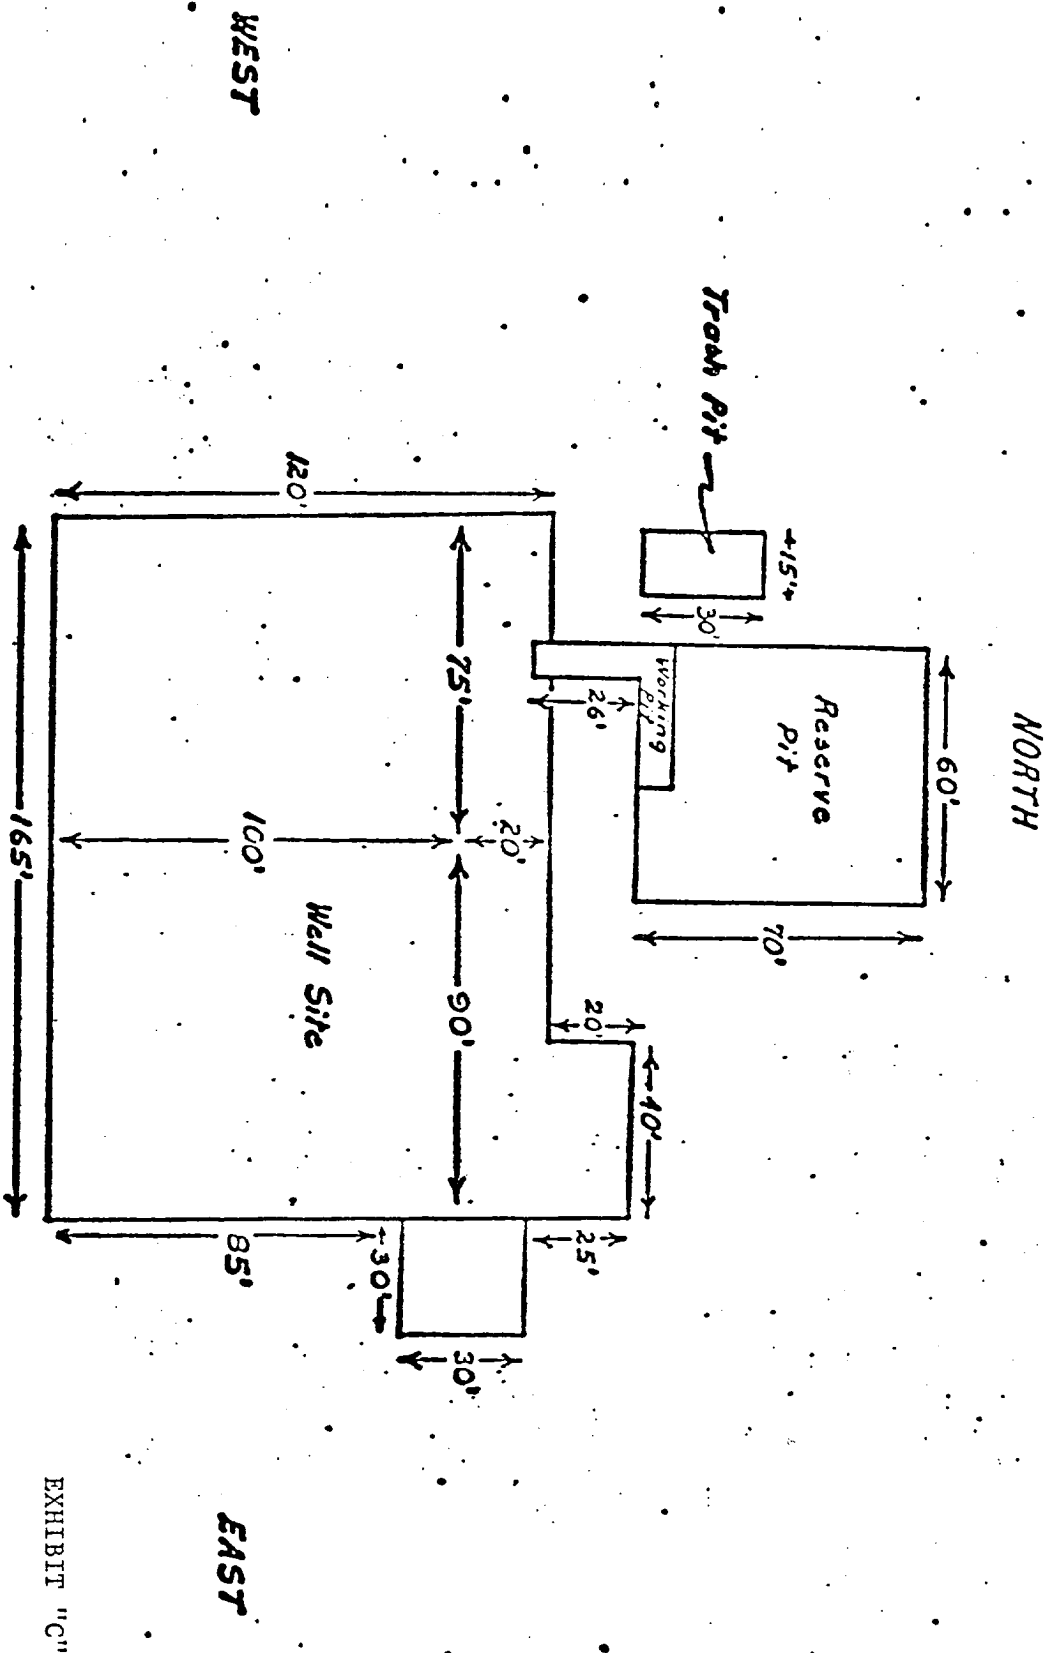 NORTH
60'
Reserve
Pit
70'
Trash Pit
15'
30'
Working
Pit
26'
20'
40'
120'
75'
20'
90'
100'
Well Site
25'
30'
30'
85'
165'
WEST
EAST
EXHIBIT "C"